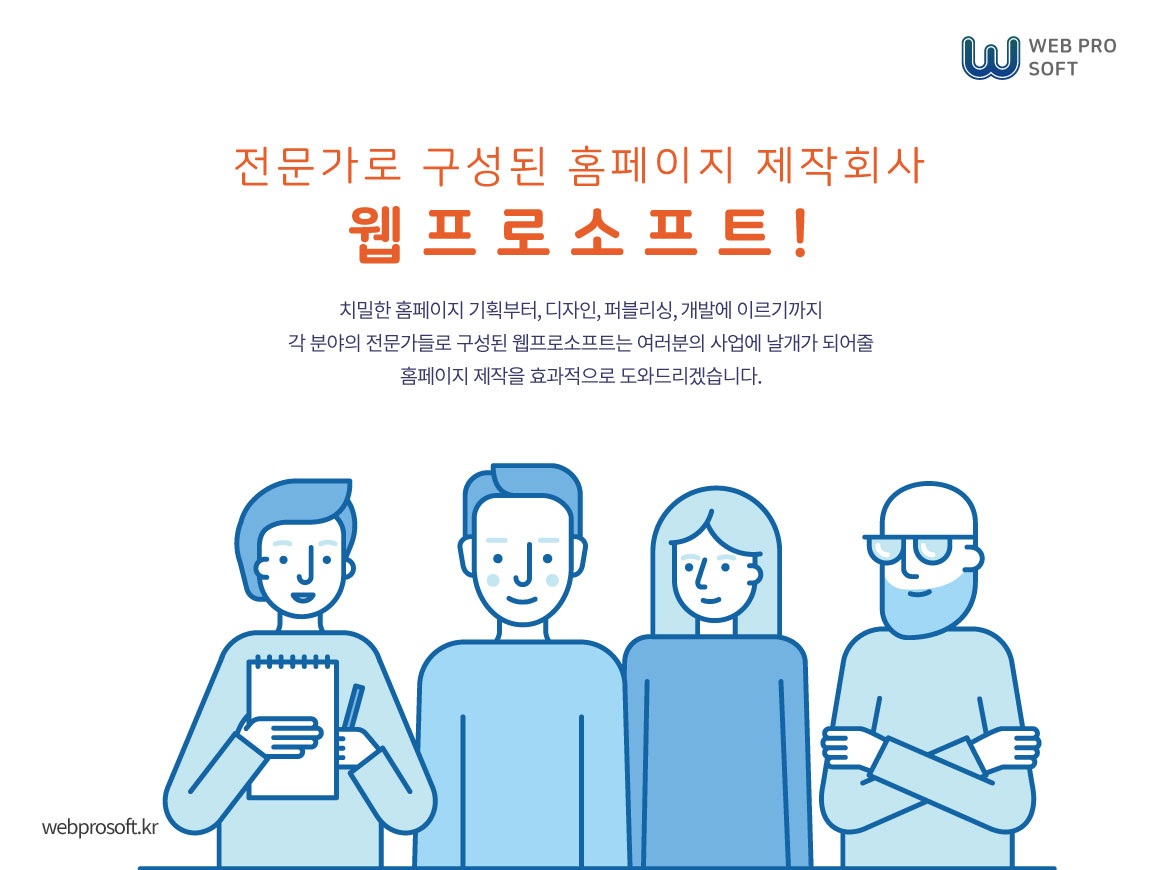 WEB PRO
SOFT
전문가로 구성된 홈페이지 제작회사
웹프로소프트!
치밀한 홈페이지 기획부터, 디자인, 퍼블리싱, 개발에 이르기까지
각 분야의 전문가들로 구성된 웹프로소프트는 여러분의 사업에 날개가 되어줄
홈페이지 제작을 효과적으로 도와드리겠습니다.
webprosoft.kr